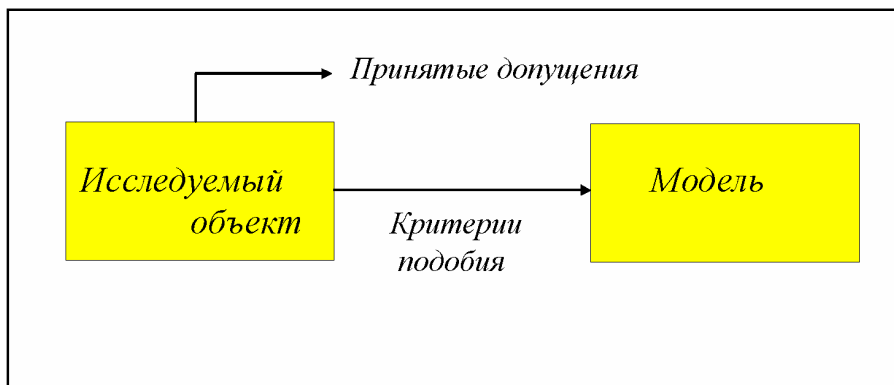 Принятые допущения
Исследуемый
объект
Модель
Критерии
подобия